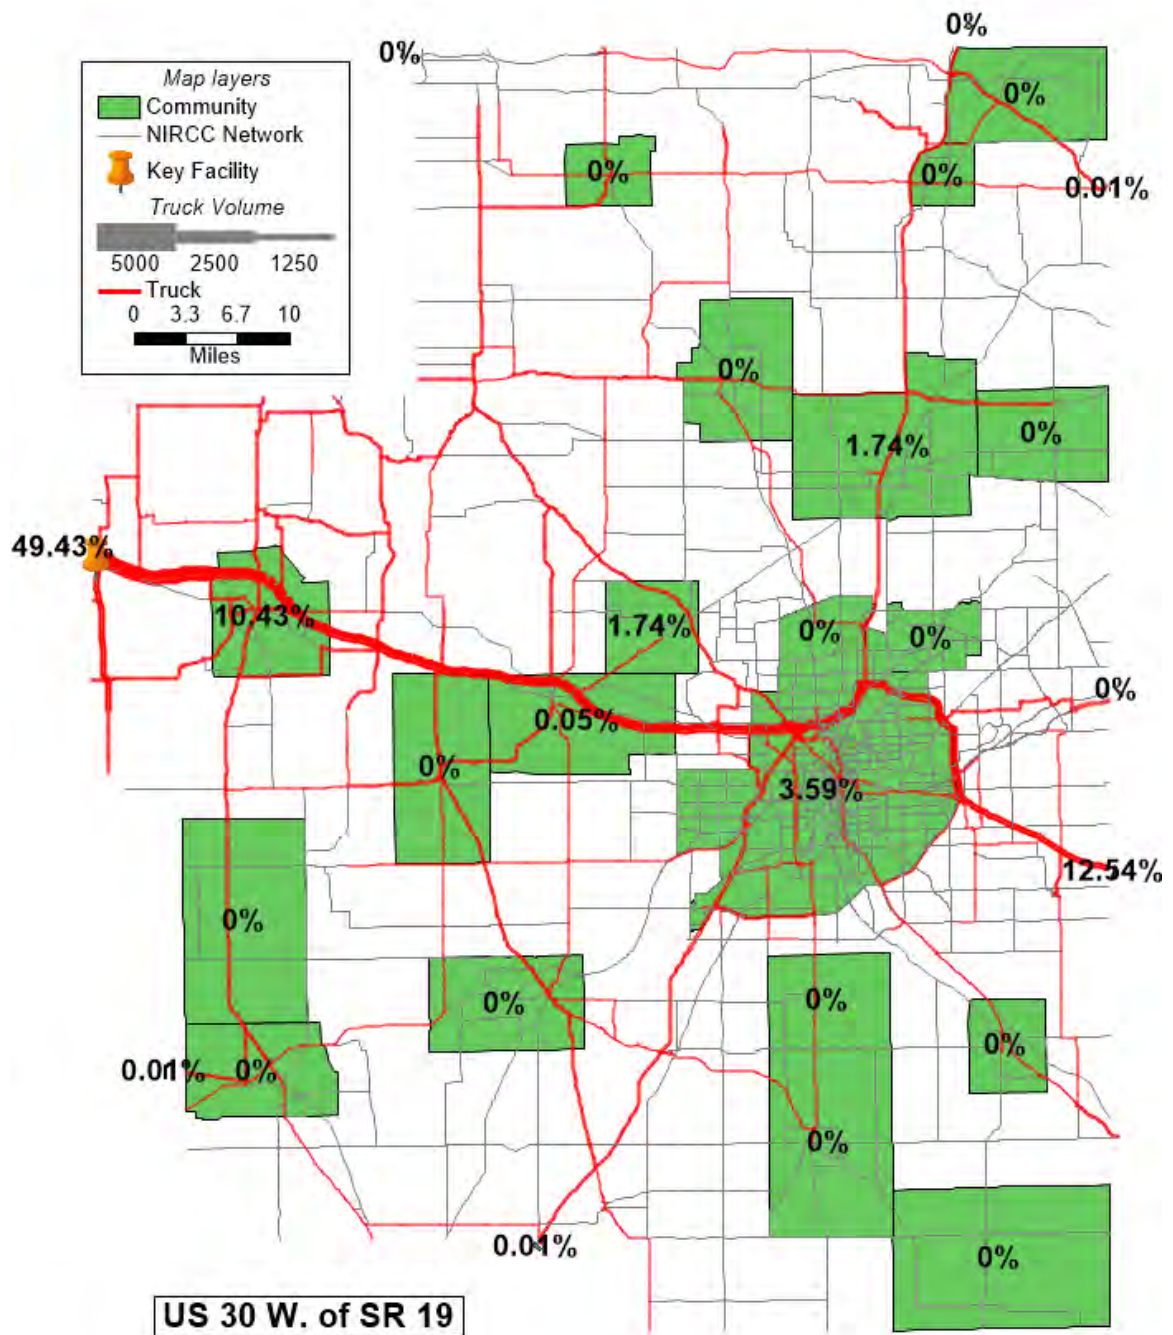 0%
0%
Map layers
Community
NIRCC Network
Key Facility
Truck Volume
5000 2500 1250
Truck
0 3.3 6.7 10
Miles
0%
0%
0%
0.01%
0%
1.74%
0%
49.43%
10.43%
1.74%
0%
0%
0%
0.05%
0%
3.59%
12.54%
0%
0%
0%
0%
0.01%
0%
0%
0.01%
0%
US 30 W. of SR 19